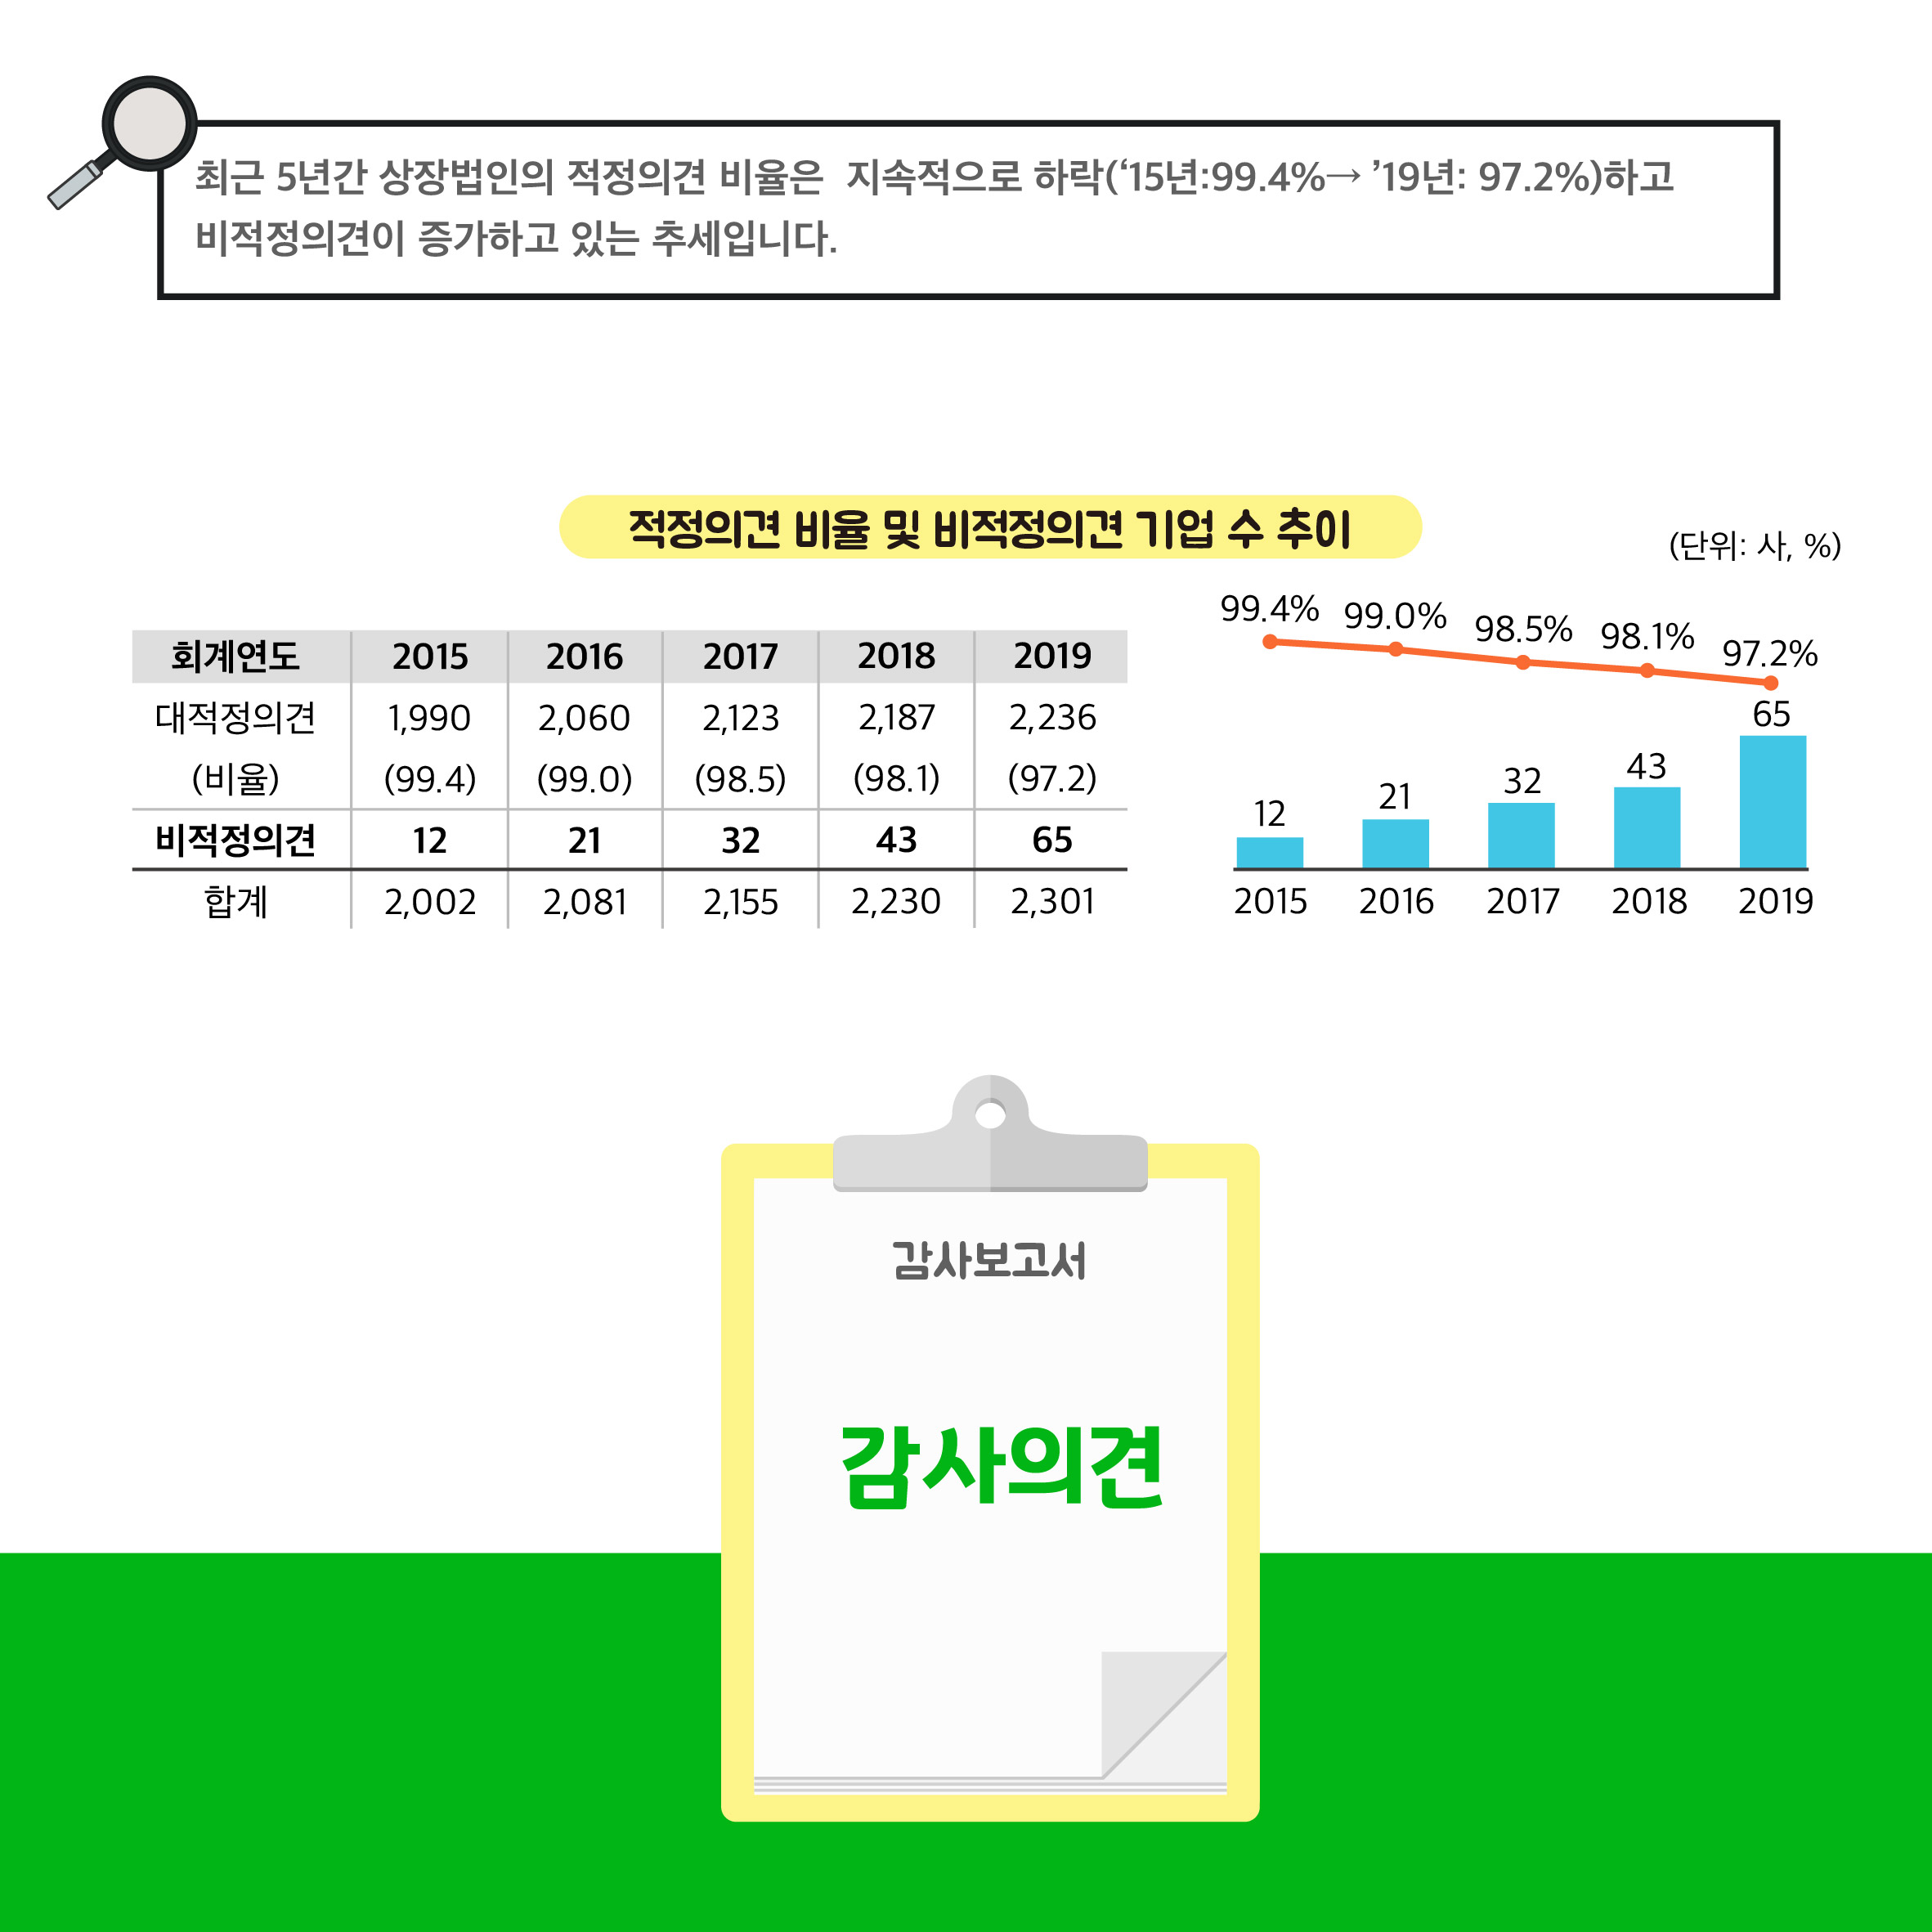 최근 5년간 상장법인의 적정의견 비율은 지속적으로 하락(‘15년:99.4%→ ’19년: 97.2%)하고
비적정의견이 증가하고 있는 추세입니다.
적정의견 비율 및 비적정의견 기업 수 추이
(단위: 사, %)
회계연도 2015 2016 2017 2018 2019
대적정의견 1,990 2,060 2,123 2,187 2,236
(비율) (99.4) (99.0) (98.5) (98.1) (97.2)
비적정의견 12 21 32 43 65
합계 2,002 2,081 2,155 2,230 2,301
99.4% 99.0% 98.5% 98.1% 97.2%
12 21 32 43 65
2015 2016 2017 2018 2019
감사보고서
감사의견